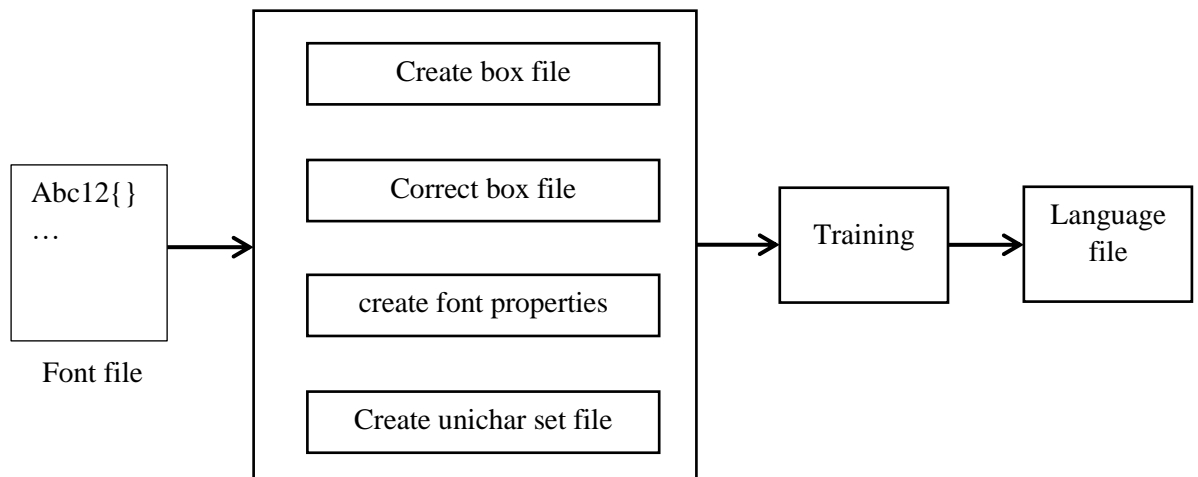 Abc12{}
…
Font file
Create box file
Correct box file
create font properties
Create unichar set file
Training
Language
file